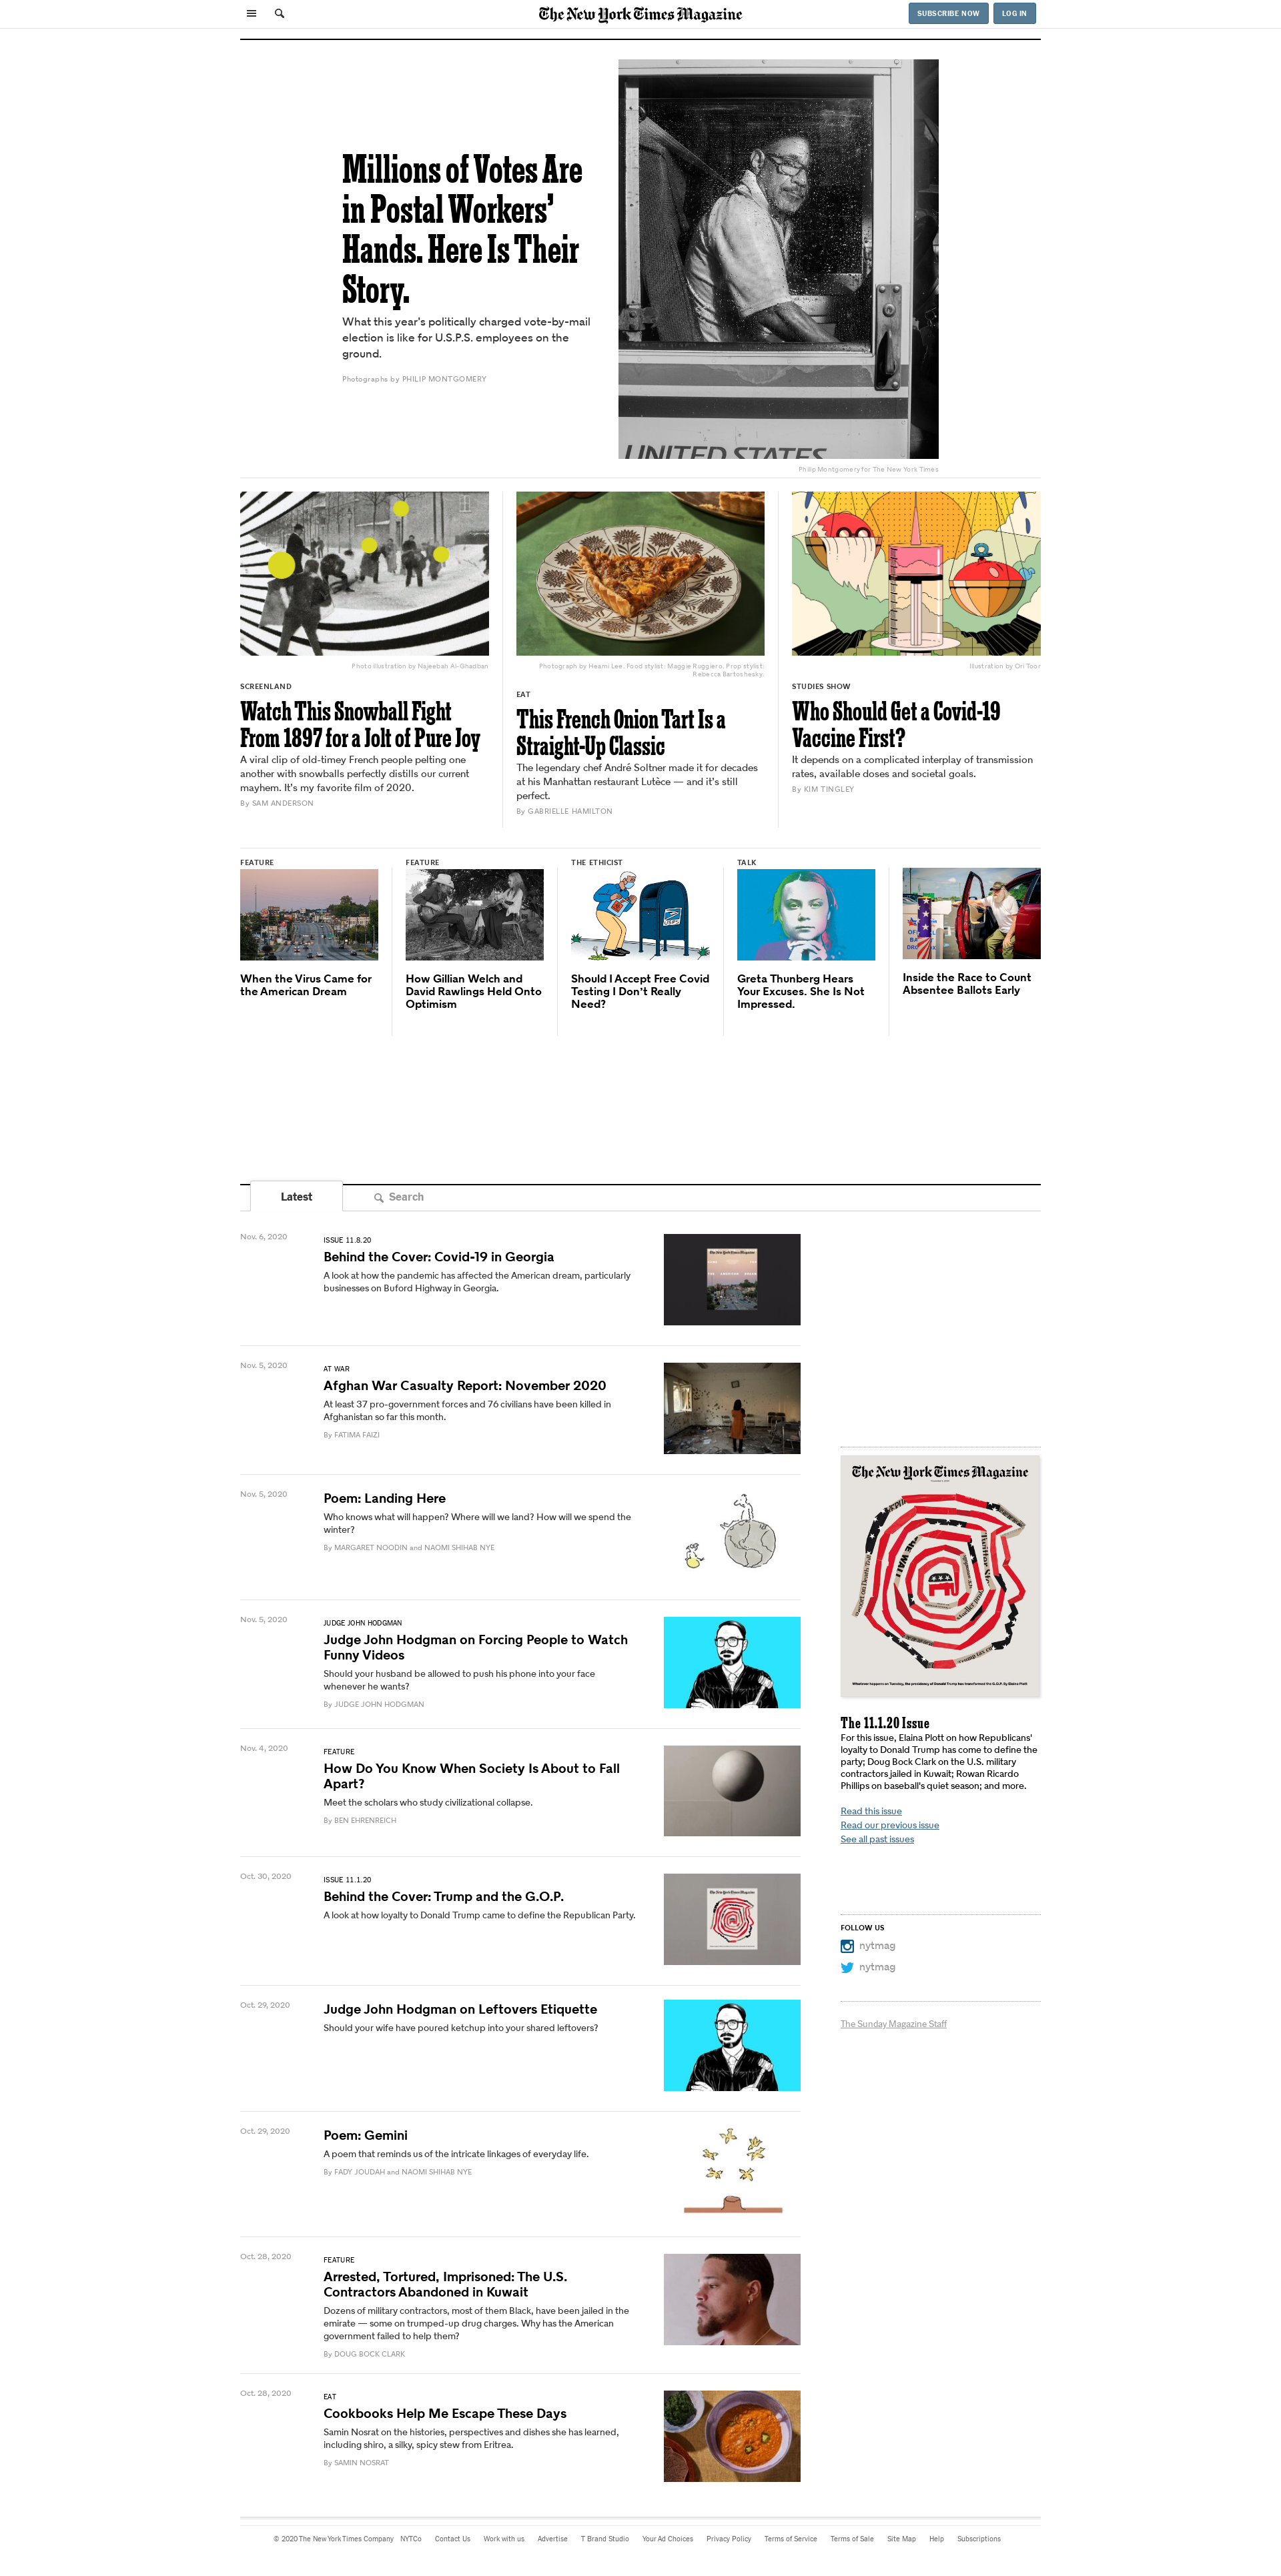 The New York Times Magazine
SUBSCRIBE NOW
LOG IN
Millions of Votes Are
in Postal Workers’
Hands. Here Is Their
Story.
What this year’s politically charged vote-by-mail
election is like for U.S.P.S. employees on the
ground.
Photographs by PHILIP MONTGOMERY
UNITED STATES
Philip Montgomery for The New York Times
Photo illustration by Najeebah Al-Ghadban
SCREENLAND
Watch This Snowball Fight
From 1897 for a Jolt of Pure Joy
A viral clip of old-timey French people pelting one
another with snowballs perfectly distills our current
mayhem. It’s my favorite film of 2020.
By SAM ANDERSON
Photograph by Heami Lee. Food stylist: Maggie Ruggiero. Prop stylist:
Rebecca Bartoshesky.
EAT
This French Onion Tart Is a
Straight-Up Classic
The legendary chef André Soltner made it for decades
at his Manhattan restaurant Lutèce — and it’s still
perfect.
By GABRIELLE HAMILTON
Illustration by Ori Toor
STUDIES SHOW
Who Should Get a Covid-19
Vaccine First?
It depends on a complicated interplay of transmission
rates, available doses and societal goals.
By KIM TINGLEY
FEATURE
When the Virus Came for
the American Dream
FEATURE
How Gillian Welch and
David Rawlings Held Onto
Optimism
THE ETHICIST
Should I Accept Free Covid
Testing I Don’t Really
Need?
TALK
Greta Thunberg Hears
Your Excuses. She Is Not
Impressed.
Inside the Race to Count
Absentee Ballots Early
Latest
Search
Nov. 6, 2020
ISSUE 11.8.20
Behind the Cover: Covid-19 in Georgia
A look at how the pandemic has affected the American dream, particularly
businesses on Buford Highway in Georgia.
Nov. 5, 2020
AT WAR
Afghan War Casualty Report: November 2020
At least 37 pro-government forces and 76 civilians have been killed in
Afghanistan so far this month.
By FATIMA FAIZI
Nov. 5, 2020
Poem: Landing Here
Who knows what will happen? Where will we land? How will we spend the
winter?
By MARGARET NOODIN and NAOMI SHIHAB NYE
Nov. 5, 2020
JUDGE JOHN HODGMAN
Judge John Hodgman on Forcing People to Watch
Funny Videos
Should your husband be allowed to push his phone into your face
whenever he wants?
By JUDGE JOHN HODGMAN
Nov. 4, 2020
FEATURE
How Do You Know When Society Is About to Fall
Apart?
Meet the scholars who study civilizational collapse.
By BEN EHRENREICH
Oct. 30, 2020
ISSUE 11.1.20
Behind the Cover: Trump and the G.O.P.
A look at how loyalty to Donald Trump came to define the Republican Party.
Oct. 29, 2020
Judge John Hodgman on Leftovers Etiquette
Should your wife have poured ketchup into your shared leftovers?
Oct. 29, 2020
Poem: Gemini
A poem that reminds us of the intricate linkages of everyday life.
By FADY JOUDAH and NAOMI SHIHAB NYE
Oct. 28, 2020
FEATURE
Arrested, Tortured, Imprisoned: The U.S.
Contractors Abandoned in Kuwait
Dozens of military contractors, most of them Black, have been jailed in the
emirate — some on trumped-up drug charges. Why has the American
government failed to help them?
By DOUG BOCK CLARK
Oct. 28, 2020
EAT
Cookbooks Help Me Escape These Days
Samin Nosrat on the histories, perspectives and dishes she has learned,
including shiro, a silky, spicy stew from Eritrea.
By SAMIN NOSRAT
The New York Times Magazine
Whatever happens on Tuesday, the presidency of Donald Trump has transformed the G.O.P. By Elaina Plott
The 11.1.20 Issue
For this issue, Elaina Plott on how Republicans’
loyalty to Donald Trump has come to define the
party; Doug Bock Clark on the U.S. military
contractors jailed in Kuwait; Rowan Ricardo
Phillips on baseball’s quiet season; and more.
Read this issue
Read our previous issue
See all past issues
FOLLOW US
nytmag
nytmag
The Sunday Magazine Staff
© 2020 The New York Times Company NYTCo Contact Us Work with us Advertise T Brand Studio Your Ad Choices Privacy Policy Terms of Service Terms of Sale Site Map Help Subscriptions